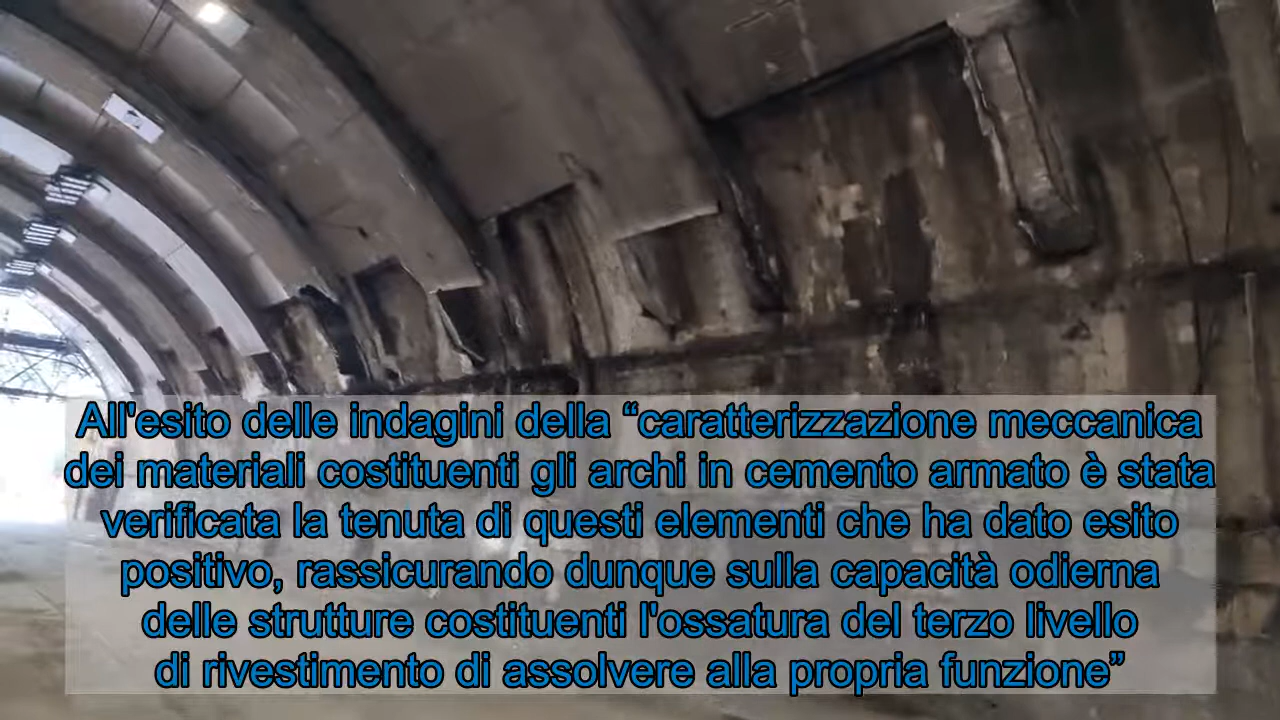 All'esito delle indagini della “caratterizzazione meccanica
dei materiali costituenti gli archi in cemento armato è stata
verificata la tenuta di questi elementi che ha dato esito
positivo, rassicurando dunque sulla capacità odierna
delle strutture costituenti l'ossatura del terzo livello
di rivestimento di assolvere alla propria funzione”